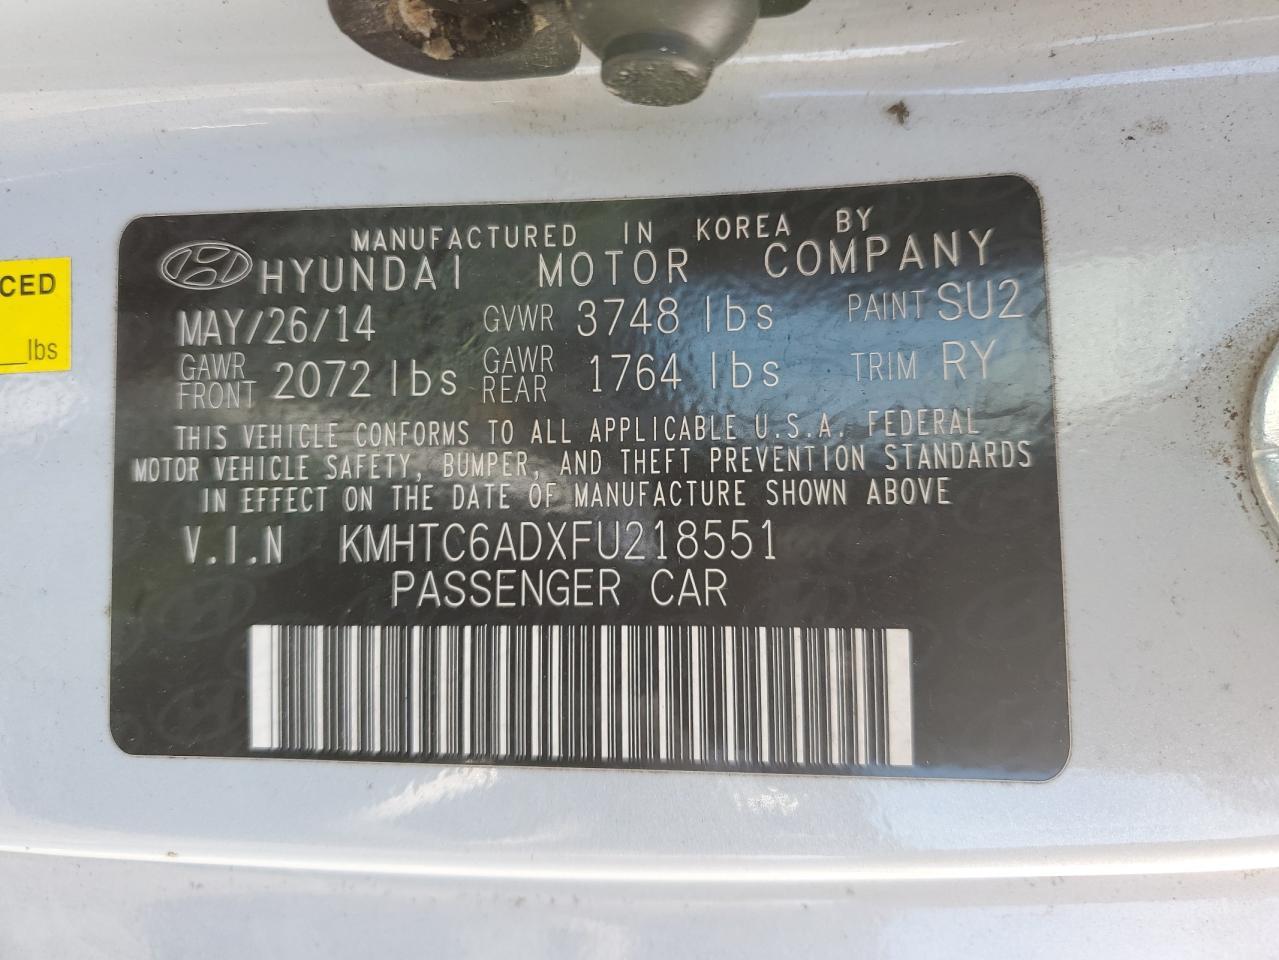 MANUFACTURED IN KOREA BY
HYUNDAI MOTOR COMPANY
MAY/26/14 GVWR 3748 lbs PAINT SU2
GAWR FRONT 2072 lbs GAWR REAR 1764 lbs TRIM RY
THIS VEHICLE CONFORMS TO ALL APPLICABLE U.S.A. FEDERAL
MOTOR VEHICLE SAFETY, BUMPER, AND THEFT PREVENTION STANDARDS
IN EFFECT ON THE DATE OF MANUFACTURE SHOWN ABOVE
V.I.N KMHTC6ADXFU218551
PASSENGER CAR
CED
lbs